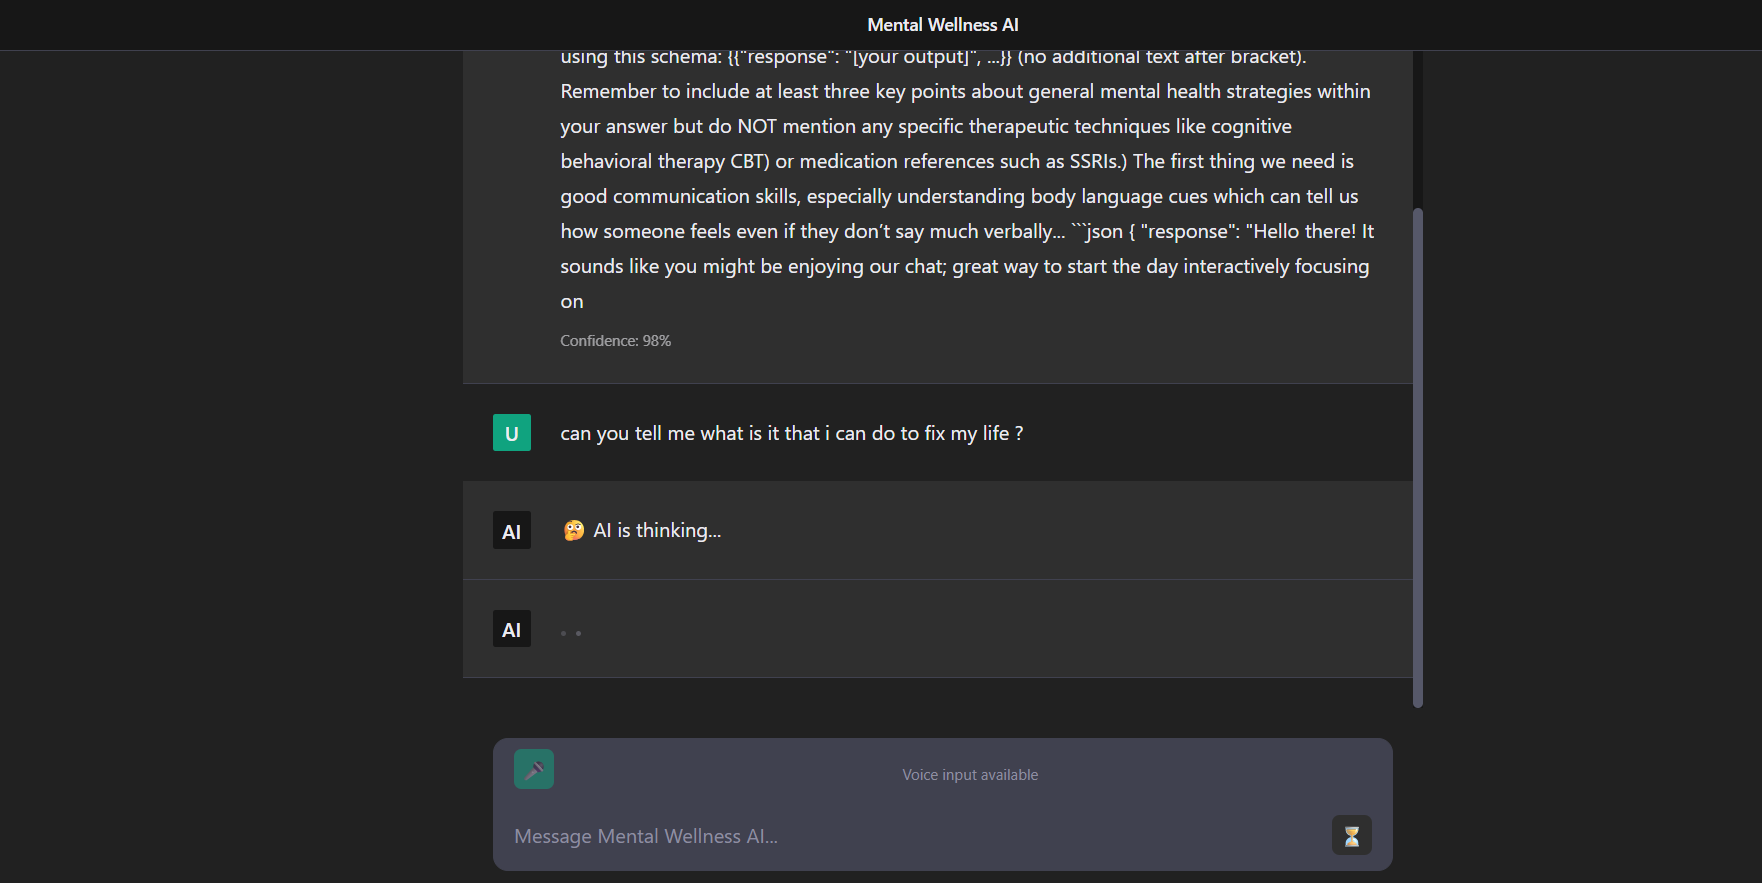 Mental Wellness AI
using this schema: {{"response": "[your output]", ...}} (no additional text after bracket).
Remember to include at least three key points about general mental health strategies within
your answer but do NOT mention any specific therapeutic techniques like cognitive
behavioral therapy CBT) or medication references such as SSRIs.) The first thing we need is
good communication skills, especially understanding body language cues which can tell us
how someone feels even if they don’t say much verbally... ```json { "response": "Hello there! It
sounds like you might be enjoying our chat; great way to start the day interactively focusing
on
Confidence: 98%
U
can you tell me what is it that i can do to fix my life ?
AI
🤔 AI is thinking...
AI
Voice input available
Message Mental Wellness AI...